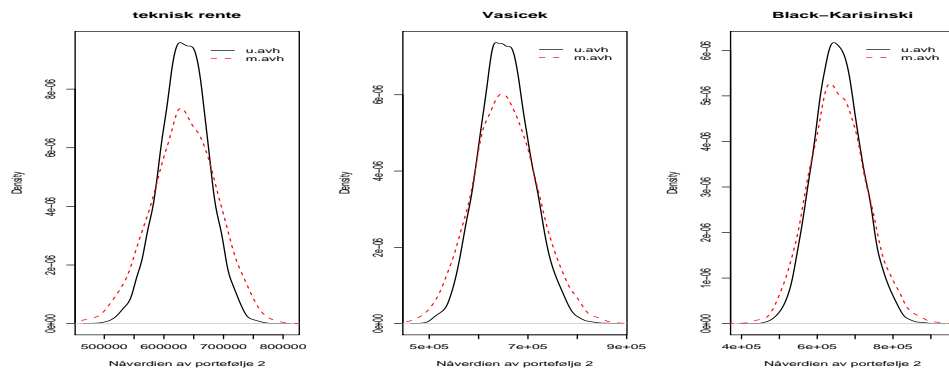 teknisk rente
u.avh
m.avh
Density
0e+00 2e-06 4e-06 6e-06 8e-06
500000 600000 700000 800000
Nåverdien av portefølje 2
Vasicek
u.avh
m.avh
Density
0e+00 2e-06 4e-06 6e-06
5e+05 7e+05 9e+05
Nåverdien av portefølje 2
Black−Karisinski
u.avh
m.avh
Density
0e+00 1e-06 2e-06 3e-06 4e-06 5e-06 6e-06
4e+05 6e+05 8e+05
Nåverdien av portefølje 2